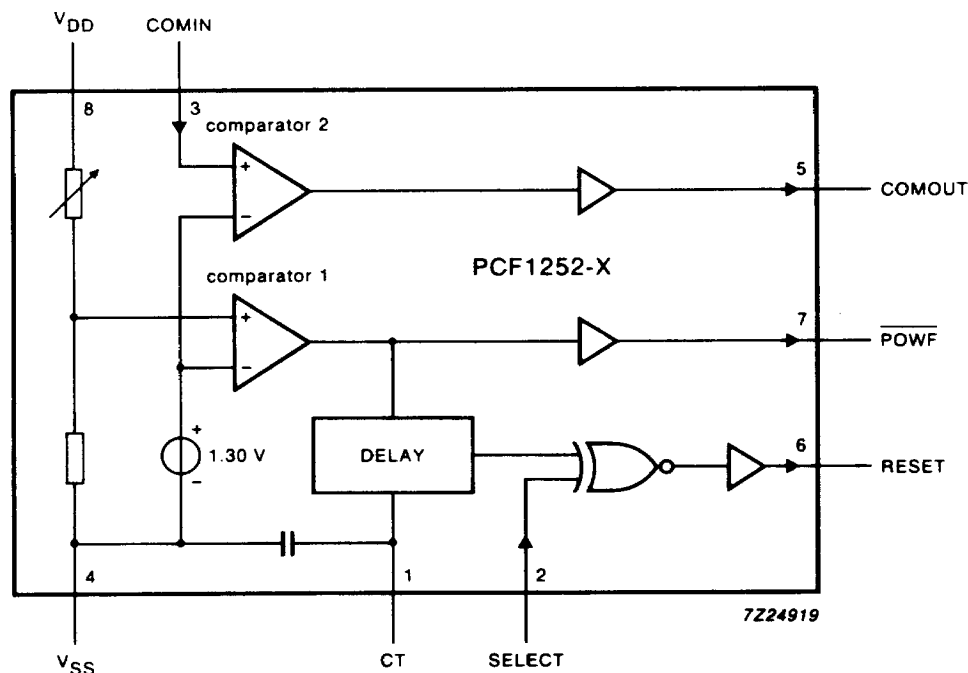 VDD
COMIN
8
3
comparator 2
+
−
5
COMOUT
PCF1252-X
comparator 1
+
−
7
POWF
+
1.30 V
−
DELAY
6
RESET
4
1
2
7Z24919
VSS
CT
SELECT